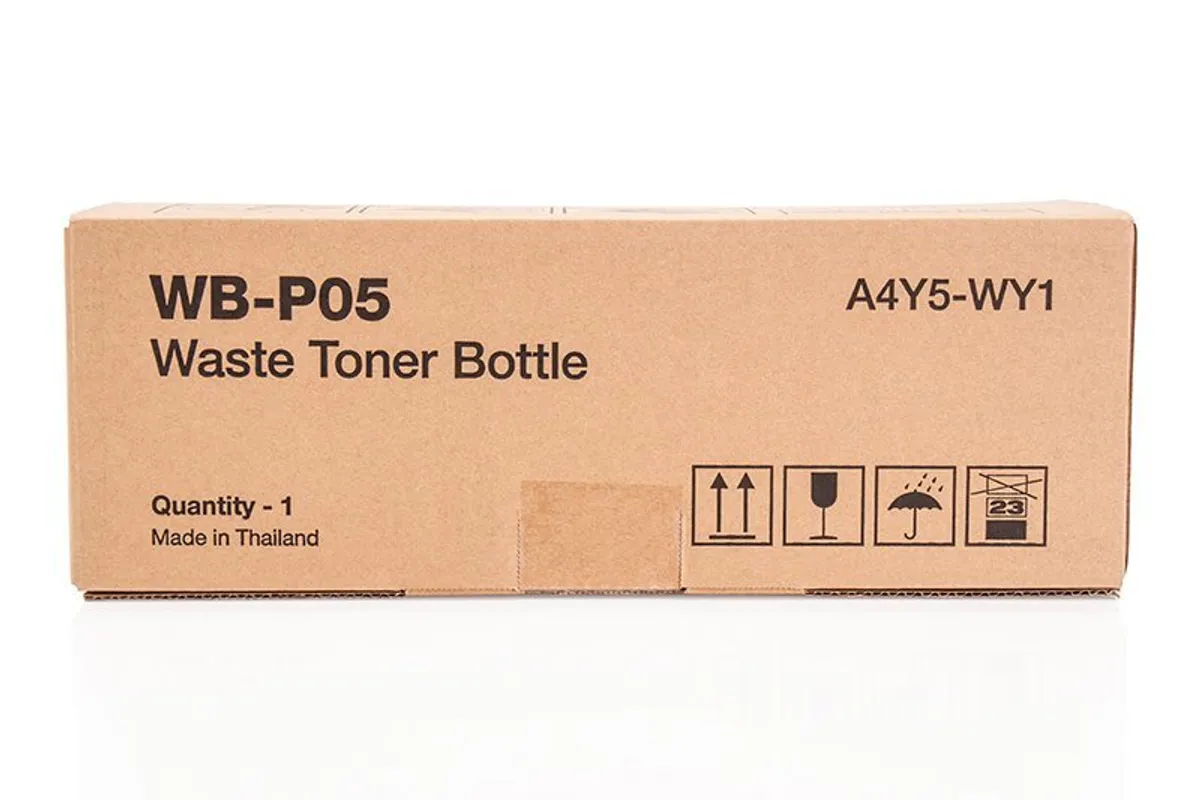 WB-P05
A4Y5-WY1
Waste Toner Bottle
Quantity - 1
Made in Thailand
23